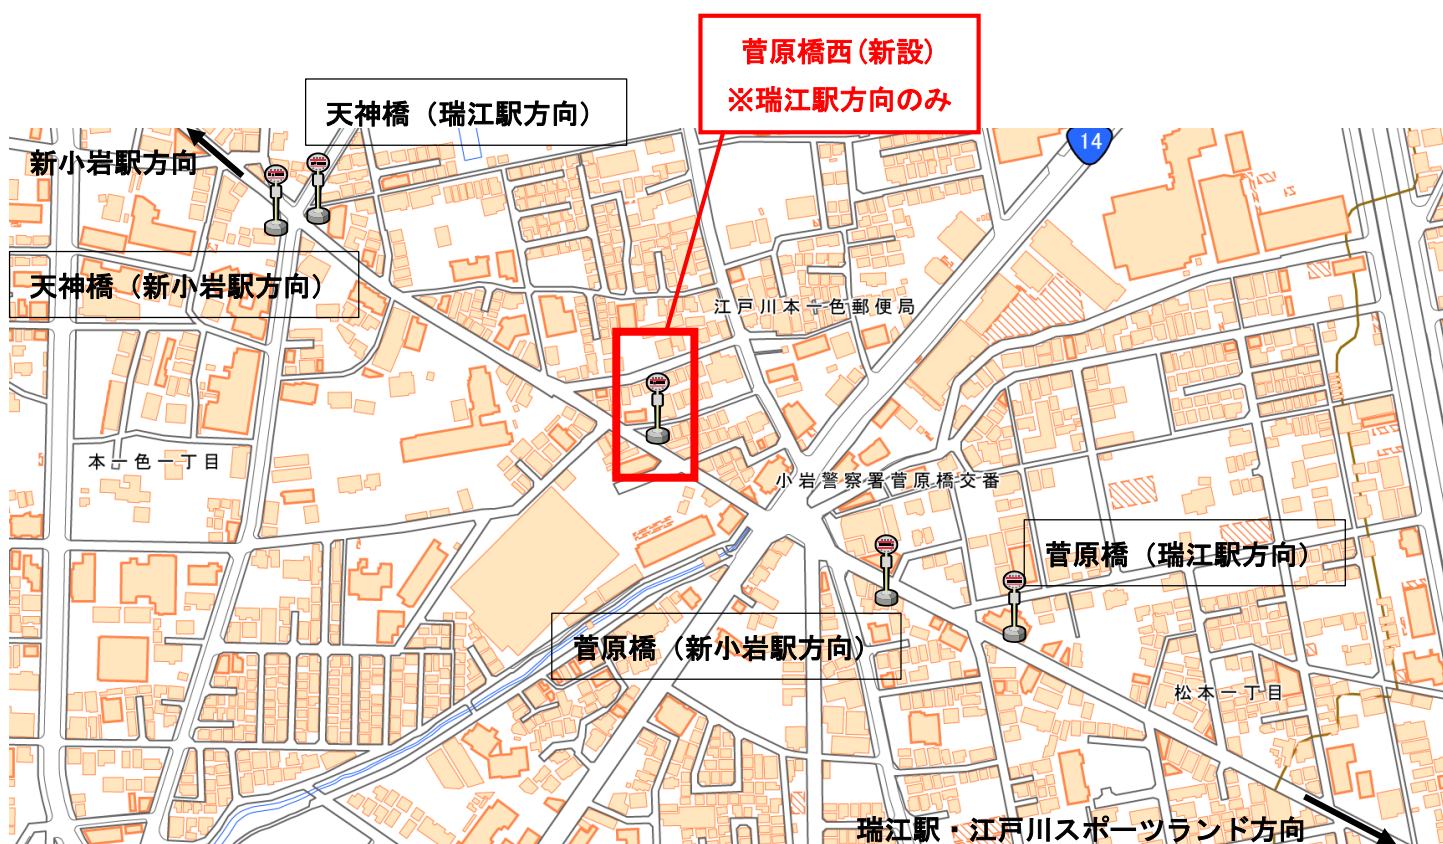 菅原橋西（新設）
※瑞江駅方向のみ
天神橋（瑞江駅方向）
14
新小岩駅方向
天神橋（新小岩駅方向）
江戸川本一色郵便局
本一色一丁目
小岩警察署菅原橋交番
菅原橋（瑞江駅方向）
菅原橋（新小岩駅方向）
松本一丁目
瑞江駅・江戸川スポーツランド方向